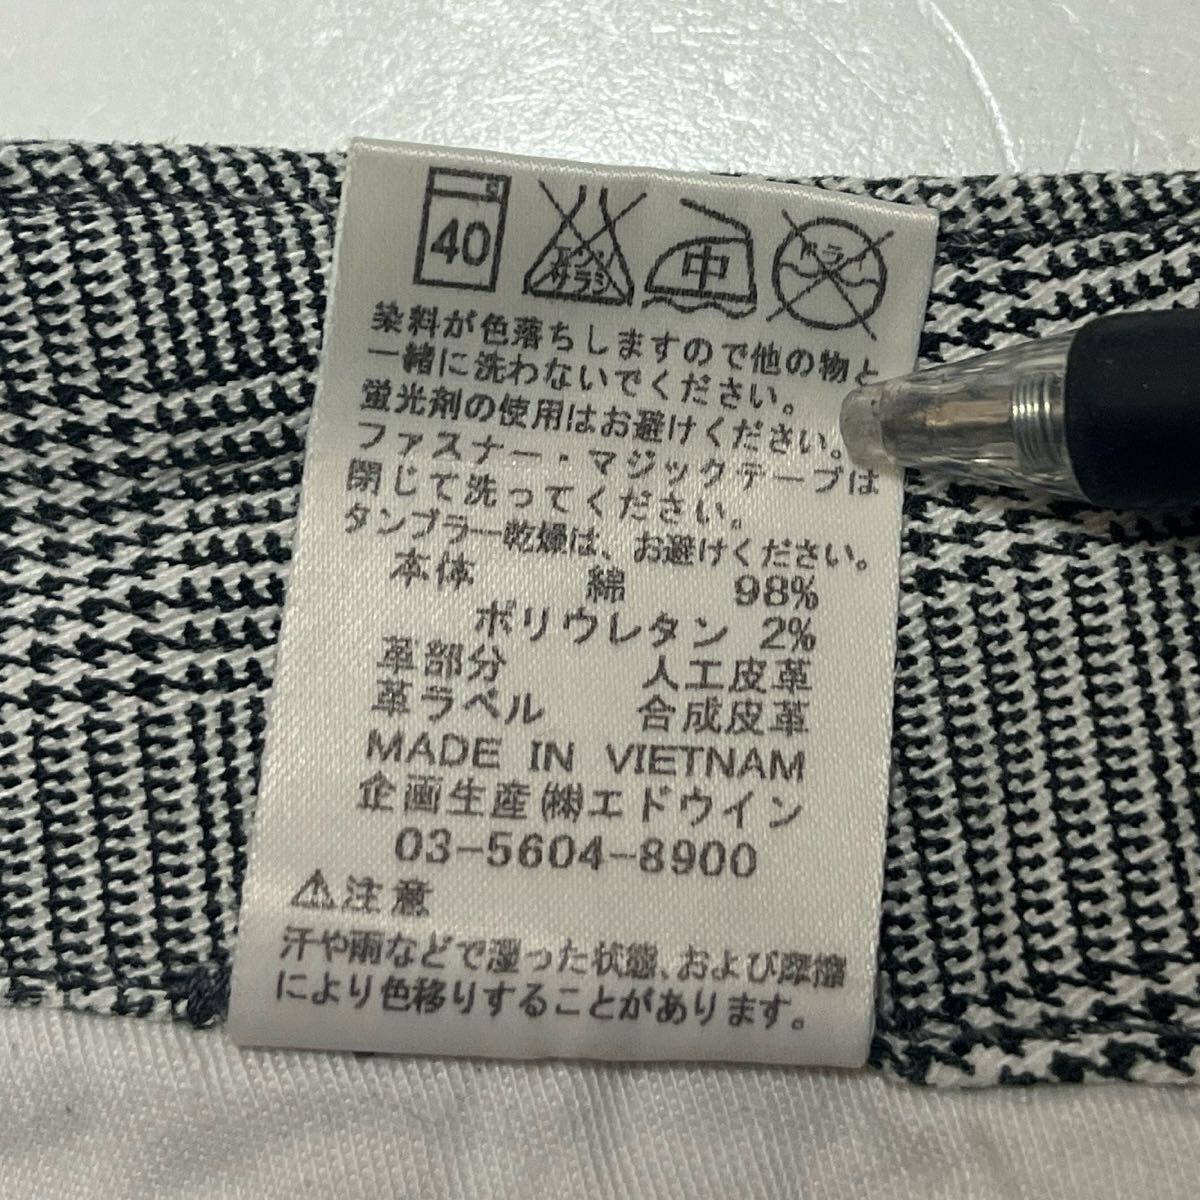 40
エンソ
サラシ
中
ドライ
染料が色落ちしますので他の物と
一緒に洗わないでください。
蛍光剤の使用はお避けください。
ファスナー・マジックテープは
閉じて洗ってください。
タンブラー乾燥は、お避けください。
本体 綿 98%
ポリウレタン 2%
革部分 人工皮革
革ラベル 合成皮革
MADE IN VIETNAM
企画生産㈱エドウイン
03-5604-8900
⚠注意
汗や雨などで湿った状態、および摩擦
により色移りすることがあります。